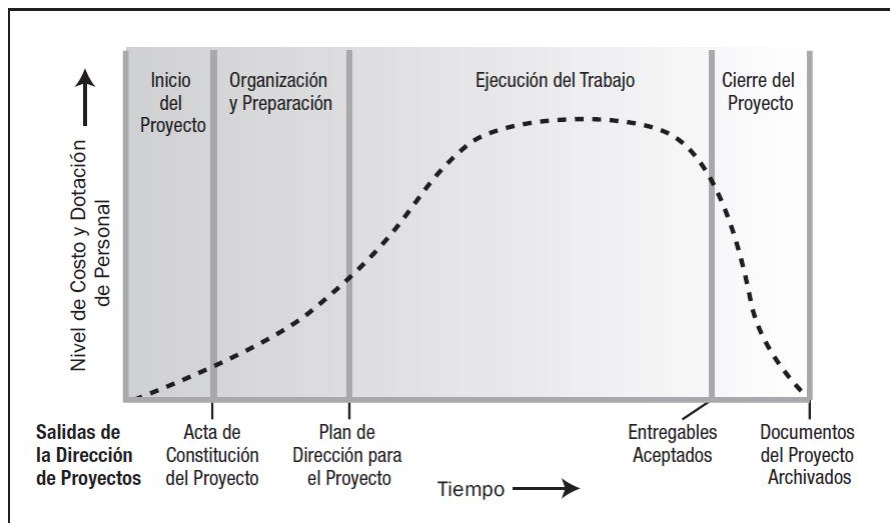 Inicio
del
Proyecto
Organización
y Preparación
Ejecución del Trabajo
Cierre del
Proyecto
Nivel de Costo y Dotación
de Personal
Salidas de
la Dirección
de Proyectos
Acta de
Constitución
del Proyecto
Plan de
Dirección para
el Proyecto
Entregables
Aceptados
Documentos
del Proyecto
Archivados
Tiempo